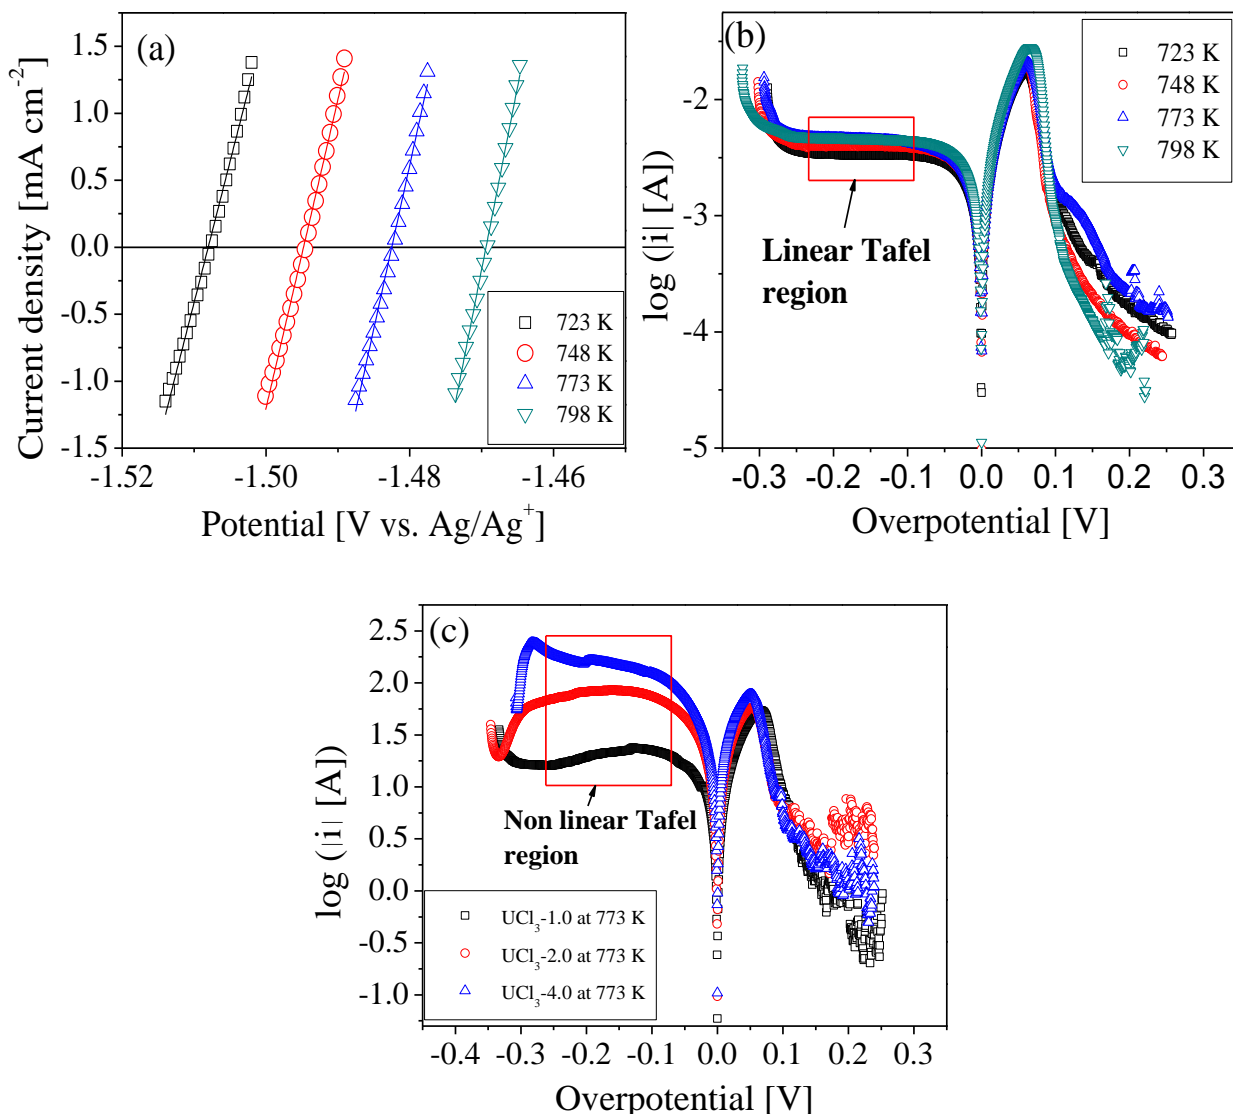 (a)
Current density [mA cm⁻²]
1.5
1.0
0.5
0.0
-0.5
-1.0
-1.5
723 K
748 K
773 K
798 K
-1.52
-1.50
-1.48
-1.46
Potential [V vs. Ag/Ag⁺]
(b)
log (|i| [A])
-2
-3
-4
-5
723 K
748 K
773 K
798 K
Linear Tafel
region
-0.3
-0.2
-0.1
0.0
0.1
0.2
0.3
Overpotential [V]
(c)
log (|i| [A])
2.5
2.0
1.5
1.0
0.5
0.0
-0.5
-1.0
Non linear Tafel
region
UCl₃-1.0 at 773 K
UCl₃-2.0 at 773 K
UCl₃-4.0 at 773 K
-0.4
-0.3
-0.2
-0.1
0.0
0.1
0.2
0.3
Overpotential [V]